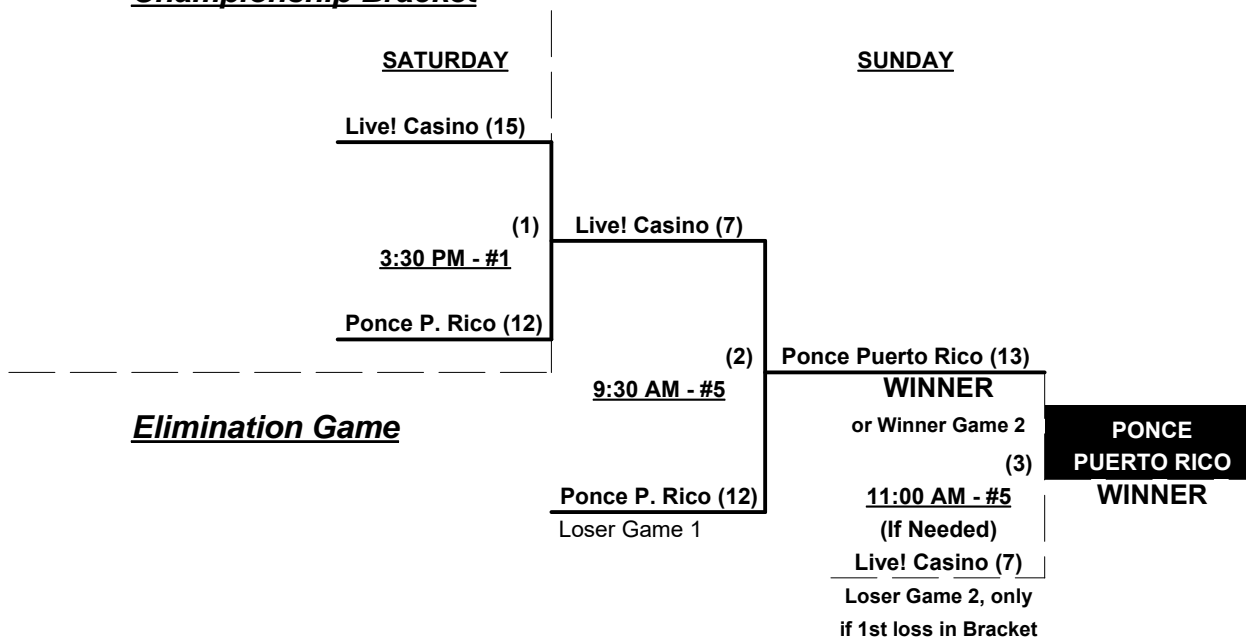 Championship Bracket
SATURDAY
SUNDAY
Live! Casino (15)
(1)
Live! Casino (7)
3:30 PM - #1
Ponce P. Rico (12)
(2)
Ponce Puerto Rico (13)
9:30 AM - #5
WINNER
Elimination Game
or Winner Game 2
PONCE
(3)
PUERTO RICO
Ponce P. Rico (12)
11:00 AM - #5
WINNER
Loser Game 1
(If Needed)
Live! Casino (7)
Loser Game 2, only
if 1st loss in Bracket